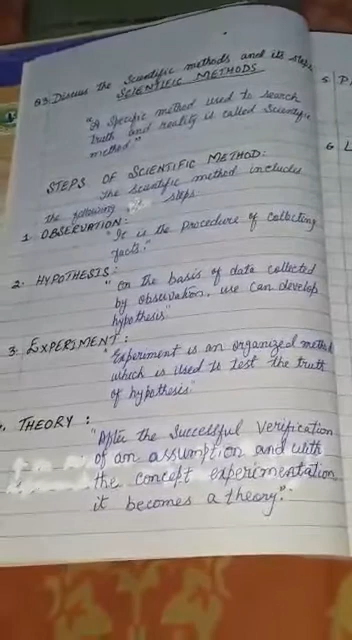 Q3. Discuss the Scientific methods and its steps
SCIENTIFIC METHODS
"A Specific method used to search
truth and reality is called Scientific
method"
STEPS OF SCIENTIFIC METHOD:
The scientific method includes
the following steps.
1. OBSERVATION:
"It is the procedure of collecting
facts."
2. HYPOTHESIS:
"On the basis of data collected
by observation, we can develop
hypothesis"
3. EXPERIMENT:
"Experiment is an organized method
which is used to test the truth
of hypothesis."
. THEORY :
"After the Successful verification
of an assumption and with
the concept experimentation
it becomes a theory."
5 P
6 L